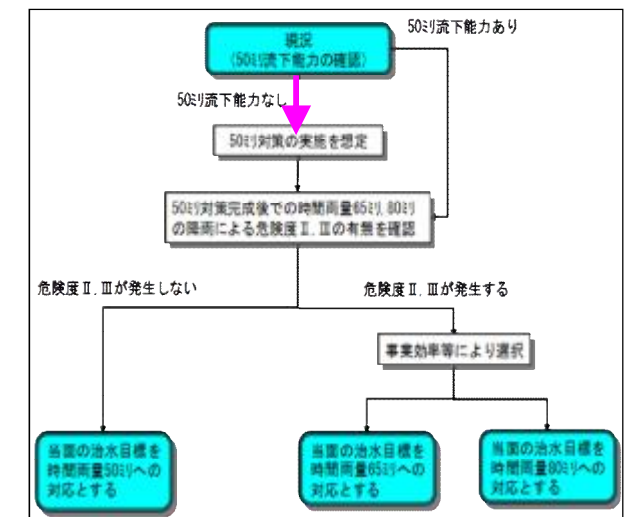 50ﾐﾘ流下能力あり
現況
(50ﾐﾘ流下能力の確認)
50ﾐﾘ流下能力なし
50ﾐﾘ対策の実施を想定
50ﾐﾘ対策完成後での時間雨量65ﾐﾘ,80ﾐﾘ
の降雨による危険度Ⅱ,Ⅲの有無を確認
危険度Ⅱ,Ⅲが発生しない
危険度Ⅱ,Ⅲが発生する
事業効率等により選択
当面の治水目標を
時間雨量50ﾐﾘへの
対応とする
当面の治水目標を
時間雨量65ﾐﾘへの
対応とする
当面の治水目標を
時間雨量80ﾐﾘへの
対応とする